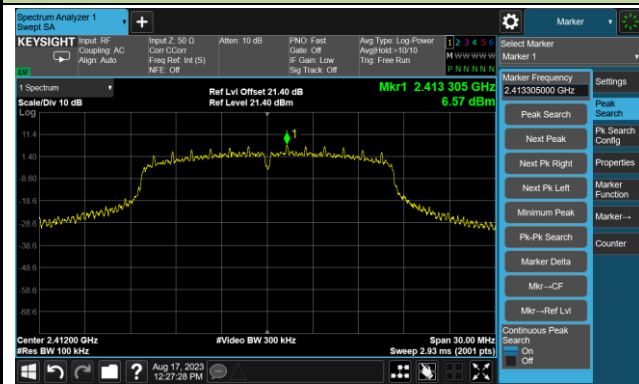 Spectrum Analyzer 1
Swept SA
Marker
KEYSIGHT
Input: RF
Coupling: AC
Align: Auto
Input Z: 50 Ω
Corr CCorr
Freq Ref: Int (S)
NFE: Off
Atten: 10 dB
PNO: Fast
Gate: Off
IF Gain: Low
Sig Track: Off
Avg Type: Log-Power
Avg|Hold:>10/10
Trig: Free Run
1 2 3 4 5 6
M W W W W W
P N N N N N
Select Marker
Marker 1
LW
1 Spectrum
Scale/Div 10 dB
Log
Ref Lvl Offset 21.40 dB
Ref Level 21.40 dBm
Mkr1 2.413 305 GHz
6.57 dBm
1
11.4
1.40
-8.60
-18.6
-28.6
-38.6
-48.6
-58.6
-68.6
Center 2.41200 GHz
#Res BW 100 kHz
#Video BW 300 kHz
Span 30.00 MHz
Sweep 2.93 ms (2001 pts)
Marker Frequency
2.413305000 GHz
Peak Search
Next Peak
Next Pk Right
Next Pk Left
Minimum Peak
Pk-Pk Search
Marker Delta
Mkr→CF
Mkr→Ref Lvl
Continuous Peak
Search
On
Off
Settings
Peak
Search
Pk Search
Config
Properties
Marker
Function
Marker→
Counter
Aug 17, 2023
12:27:28 PM